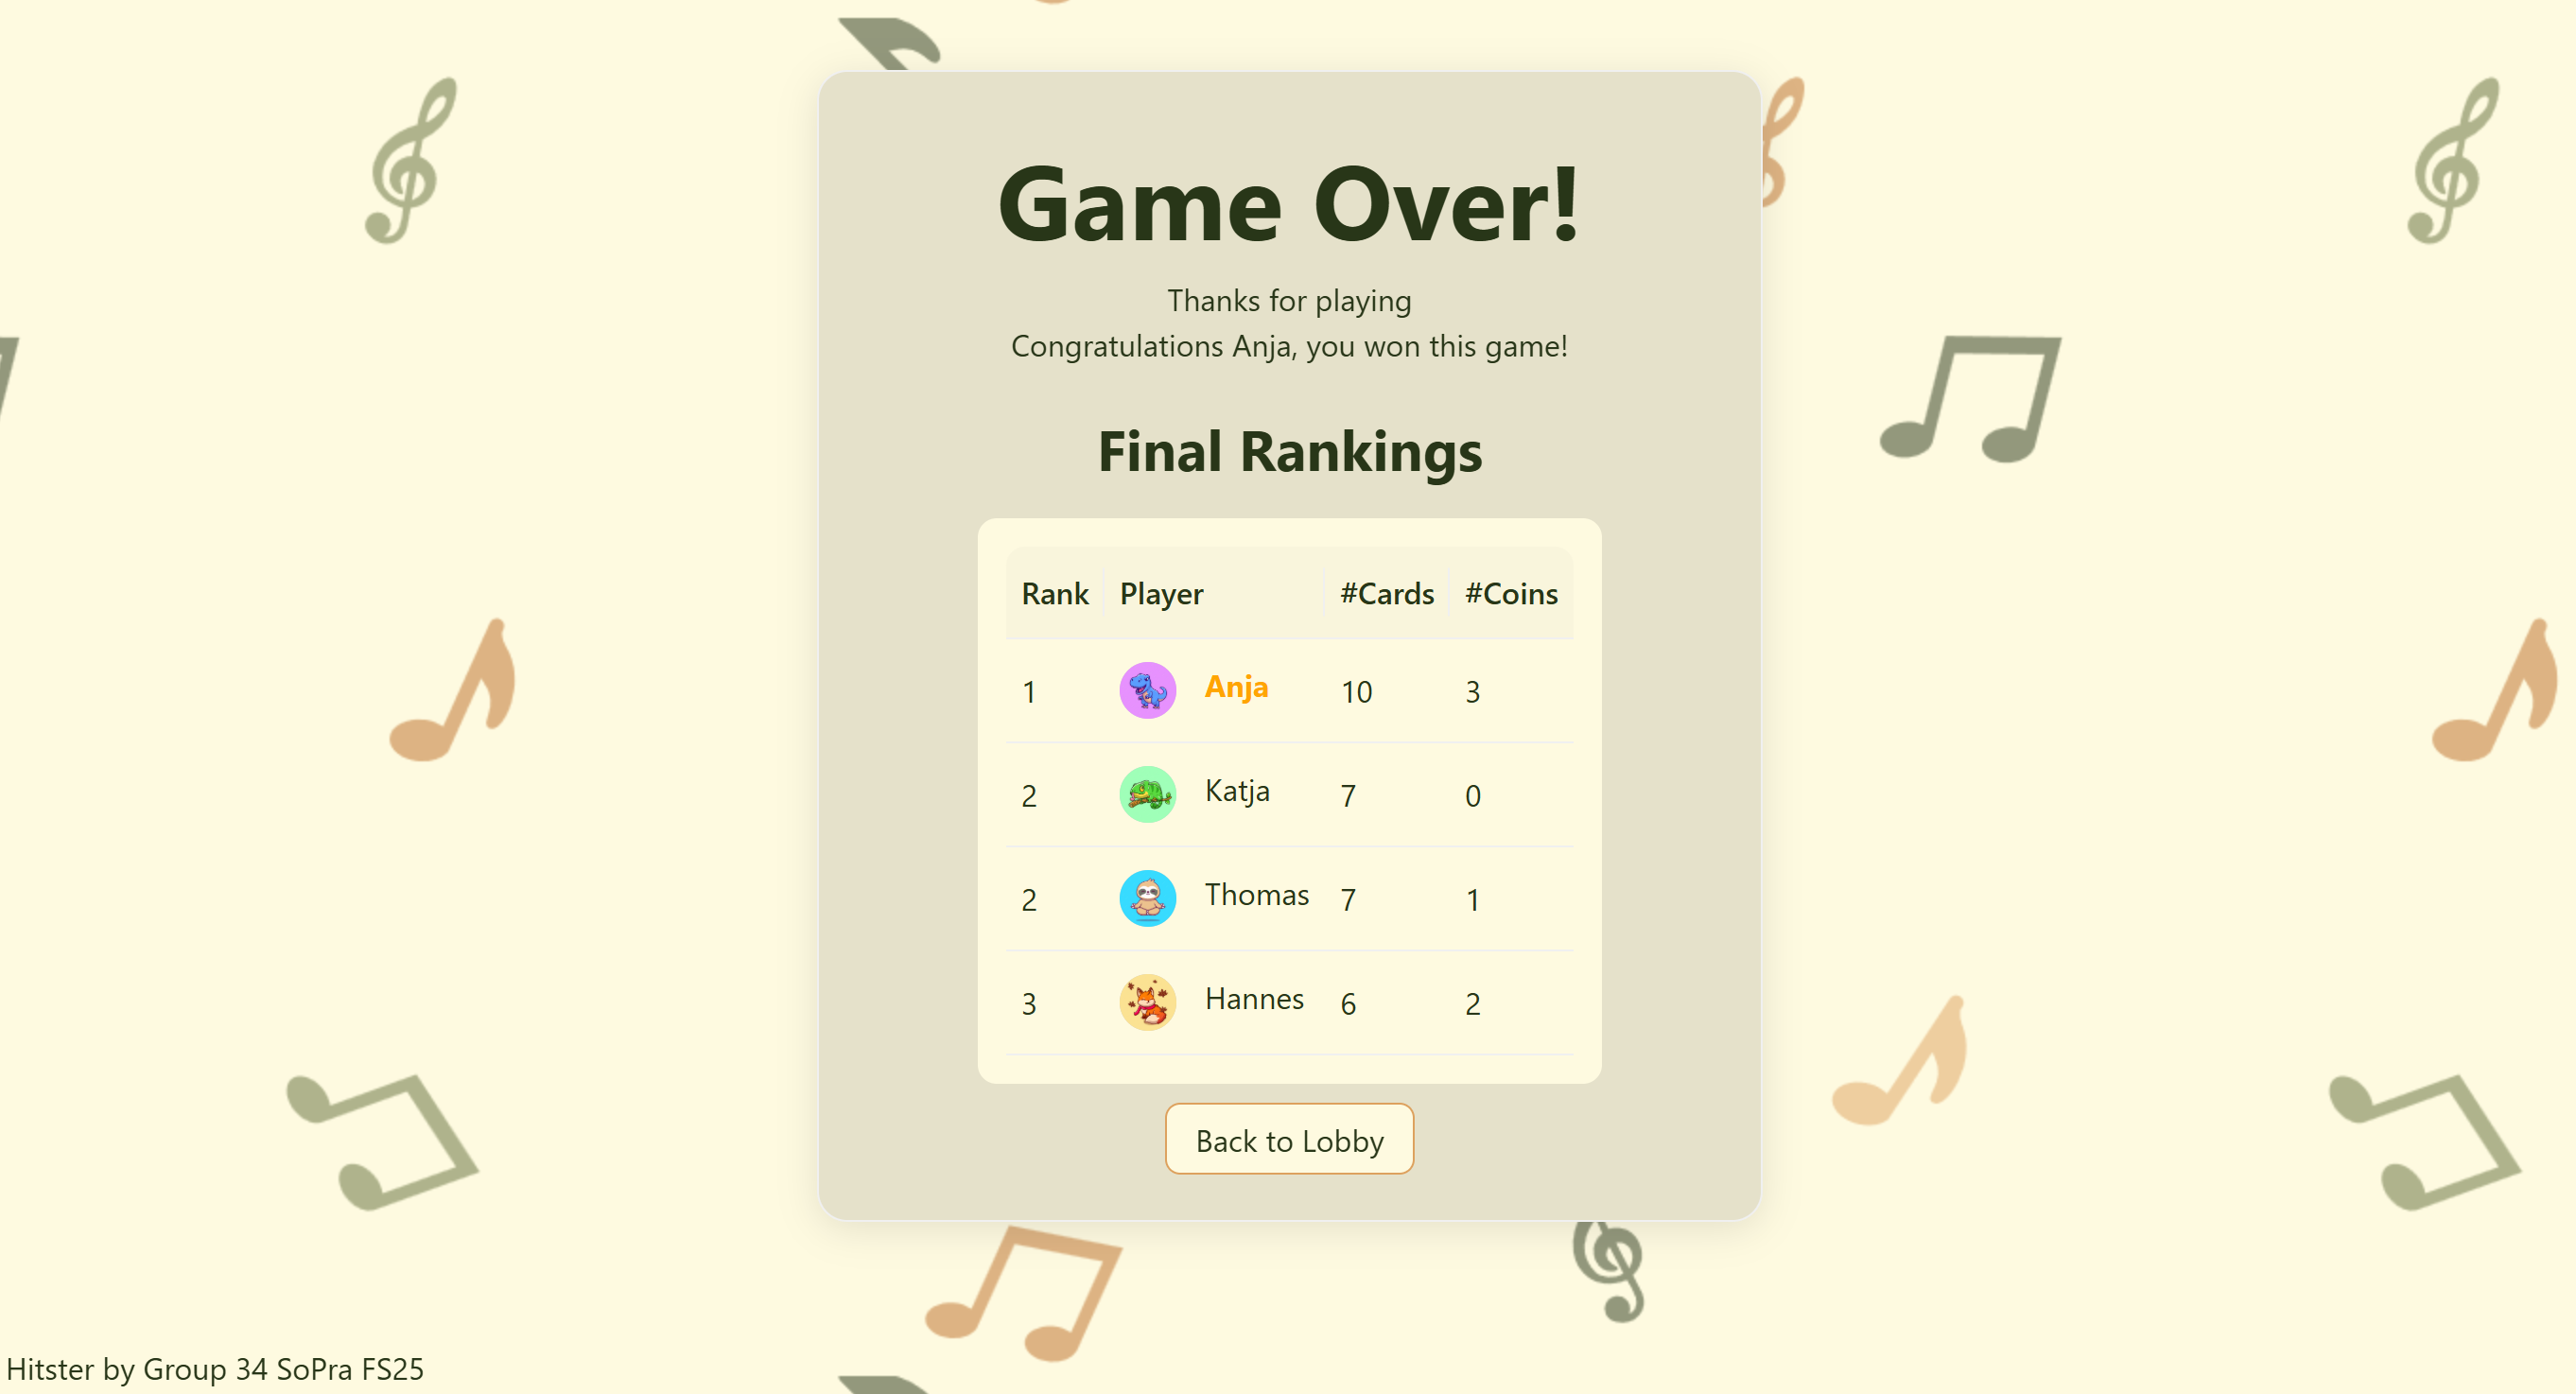 Game Over!
Thanks for playing
Congratulations Anja, you won this game!
Final Rankings
Rank Player #Cards #Coins
1 Anja 10 3
2 Katja 7 0
2 Thomas 7 1
3 Hannes 6 2
Back to Lobby
Hitster by Group 34 SoPra FS25